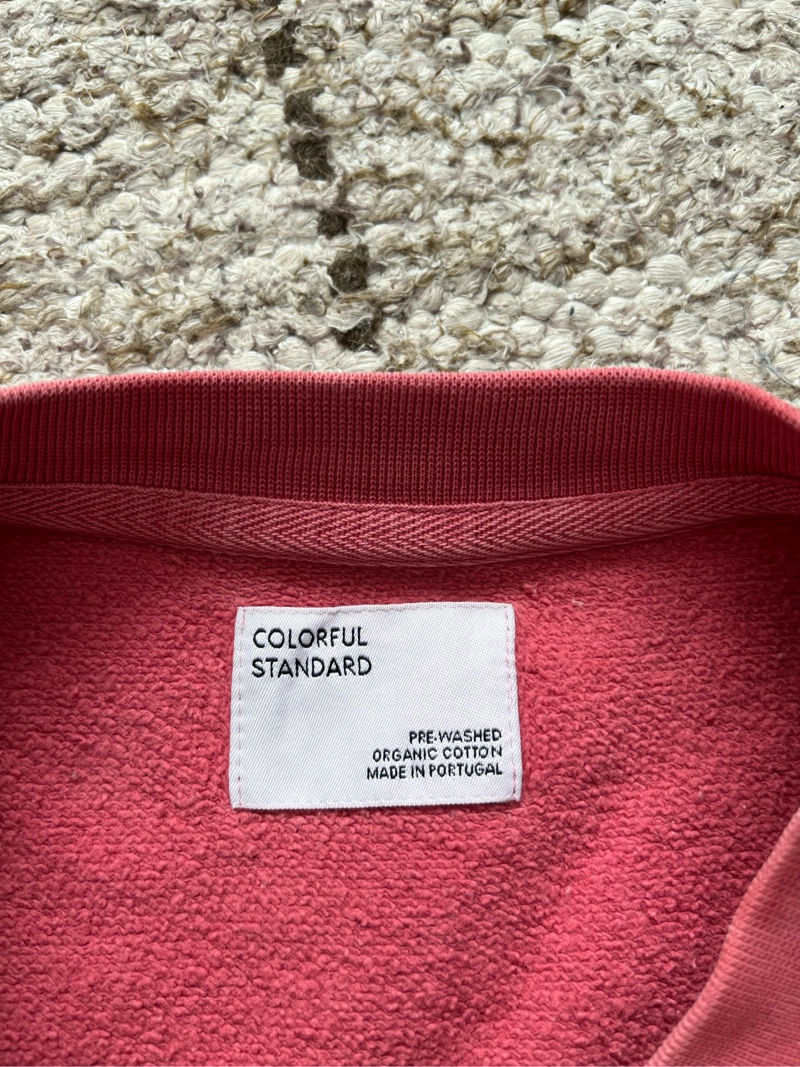 COLORFUL
STANDARD
PRE-WASHED
ORGANIC COTTON
MADE IN PORTUGAL